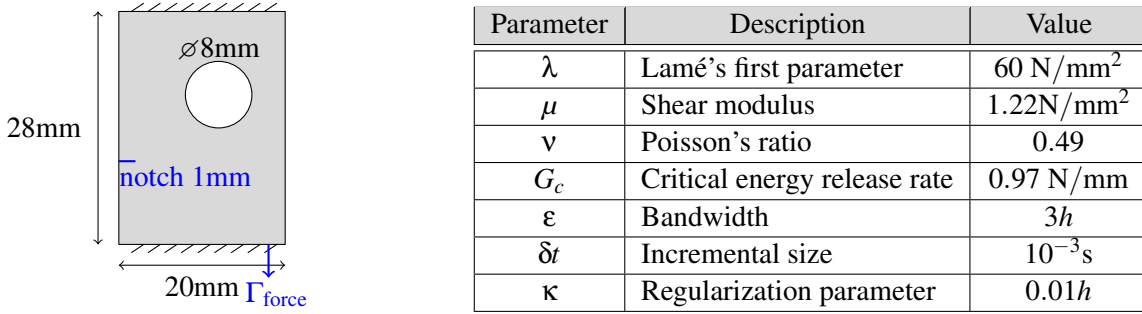 ⌀8mm
28mm
notch 1mm
20mm
Γforce
Parameter Description Value
λ Lamé's first parameter 60 N/mm²
μ Shear modulus 1.22N/mm²
ν Poisson's ratio 0.49
Gc Critical energy release rate 0.97 N/mm
ε Bandwidth 3h
δt Incremental size 10⁻³s
κ Regularization parameter 0.01h